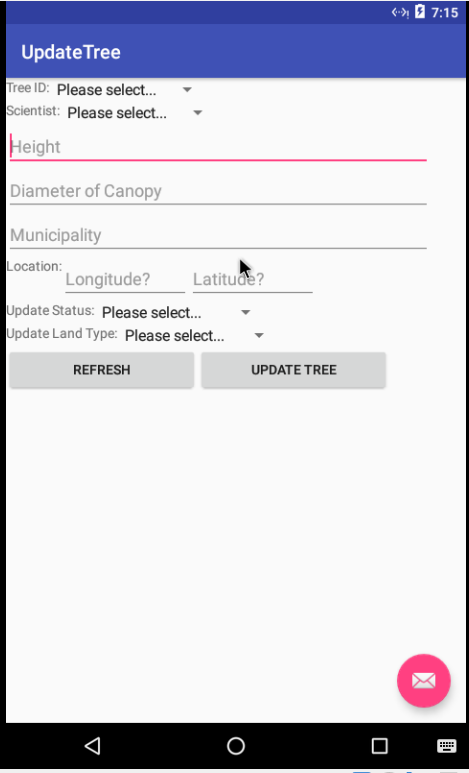 7:15
UpdateTree
Tree ID: Please select...
Scientist: Please select...
Height
Diameter of Canopy
Municipality
Location: Longitude? Latitude?
Update Status: Please select...
Update Land Type: Please select...
REFRESH UPDATE TREE